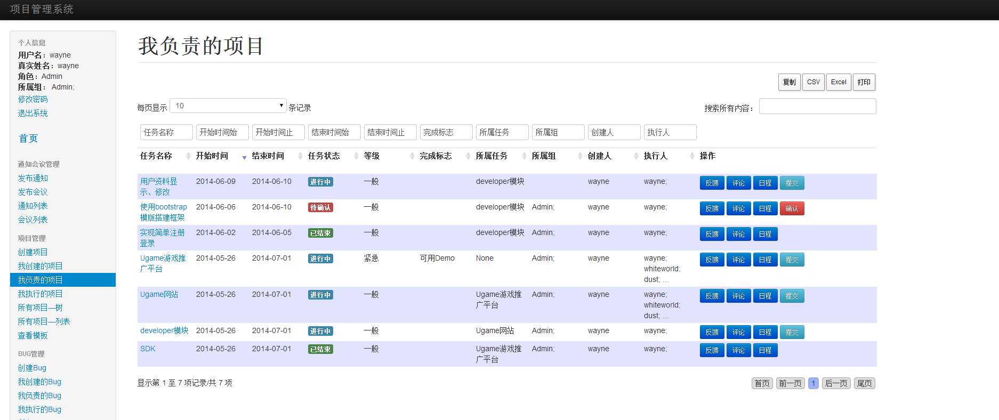 项目管理系统
个人信息
用户名：wayne
真实姓名：wayne
角色：Admin
所属组： Admin;
修改密码
退出系统
首页
通知会议管理
发布通知
发布会议
通知列表
会议列表
项目管理
创建项目
我创建的项目
我负责的项目
我执行的项目
所有项目—树
所有项目—列表
查看模板
BUG管理
创建Bug
我创建的Bug
我负责的Bug
我执行的Bug
我负责的项目
复制 CSV Excel 打印
每页显示 10 条记录 搜索所有内容：
任务名称 开始时间始 开始时间止 结束时间始 结束时间止 完成标志 所属任务 所属组 创建人 执行人
任务名称 开始时间 结束时间 任务状态 等级 完成标志 所属任务 所属组 创建人 执行人 操作
用户资料显 2014-06-09 2014-06-10 进行中 一般 developer模块 wayne wayne; 反馈 评论 日程 提交
示、修改
使用bootstrap 2014-06-06 2014-06-10 待确认 一般 developer模块 Admin; wayne wayne; 反馈 评论 日程 确认
模版搭建框架
实现简单注册 2014-06-02 2014-06-05 已结束 一般 developer模块 Admin; wayne wayne; 反馈 评论 日程
登录
Ugame游戏推 2014-05-26 2014-07-01 进行中 紧急 可用Demo None Admin; wayne wayne; 反馈 评论 日程 提交
广平台 whiteworld;
dust; ...
Ugame网站 2014-05-26 2014-07-01 进行中 一般 Ugame游戏推 Admin; wayne wayne; 反馈 评论 日程 提交
广平台 whiteworld;
dust; ...
developer模块 2014-05-26 2014-07-01 进行中 一般 Ugame网站 Admin; wayne wayne; 反馈 评论 日程 提交
SDK 2014-05-26 2014-07-01 已结束 一般 Ugame游戏推 Admin; wayne wayne; 反馈 评论 日程
广平台
显示第 1 至 7 项记录/共 7 项 首页 前一页 1 后一页 尾页